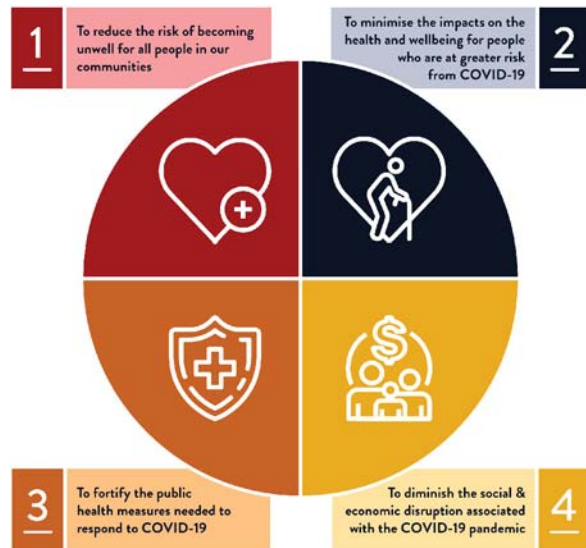 1
To reduce the risk of becoming
unwell for all people in our
communities
To minimise the impacts on the
health and wellbeing for people
who are at greater risk
from COVID-19
2
3
To fortify the public
health measures needed to
respond to COVID-19
To diminish the social &
economic disruption associated
with the COVID-19 pandemic
4
$